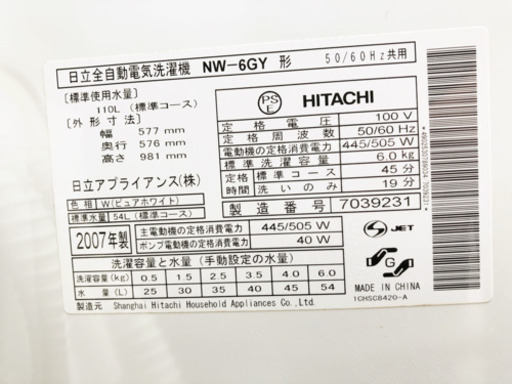 日立全自動電気洗濯機 NW-6GY 形 50/60Hz共用
〔標準使用水量〕
110L（標準コース）
〔外形寸法〕
幅 577 mm
奥行 576 mm
高さ 981 mm
日立アプライアンス(株)
色相 W(ピュアホワイト)
標準水量 54L（標準コース）
PSE HITACHI
定格電圧 100 V
定格周波数 50/60 Hz
電動機の定格消費電力 445/505 W
標準洗濯容量 6.0kg
定格時間 標準コース 45分
洗いのみ 19分
製造番号 7039231
2007年製
主電動機の定格消費電力 445/505 W
ポンプ電動機の定格消費電力 40 W
JET
洗濯容量と水量（手動設定の水量）
洗濯容量(kg) 0.5 1.5 2.5 3.5 4.0 6.0
水量(L) 25 30 35 40 45 54
製造元 Shanghai Hitachi Household Appliances Co.,Ltd.
G
1CHSC8420-A
MADE IN CHINA